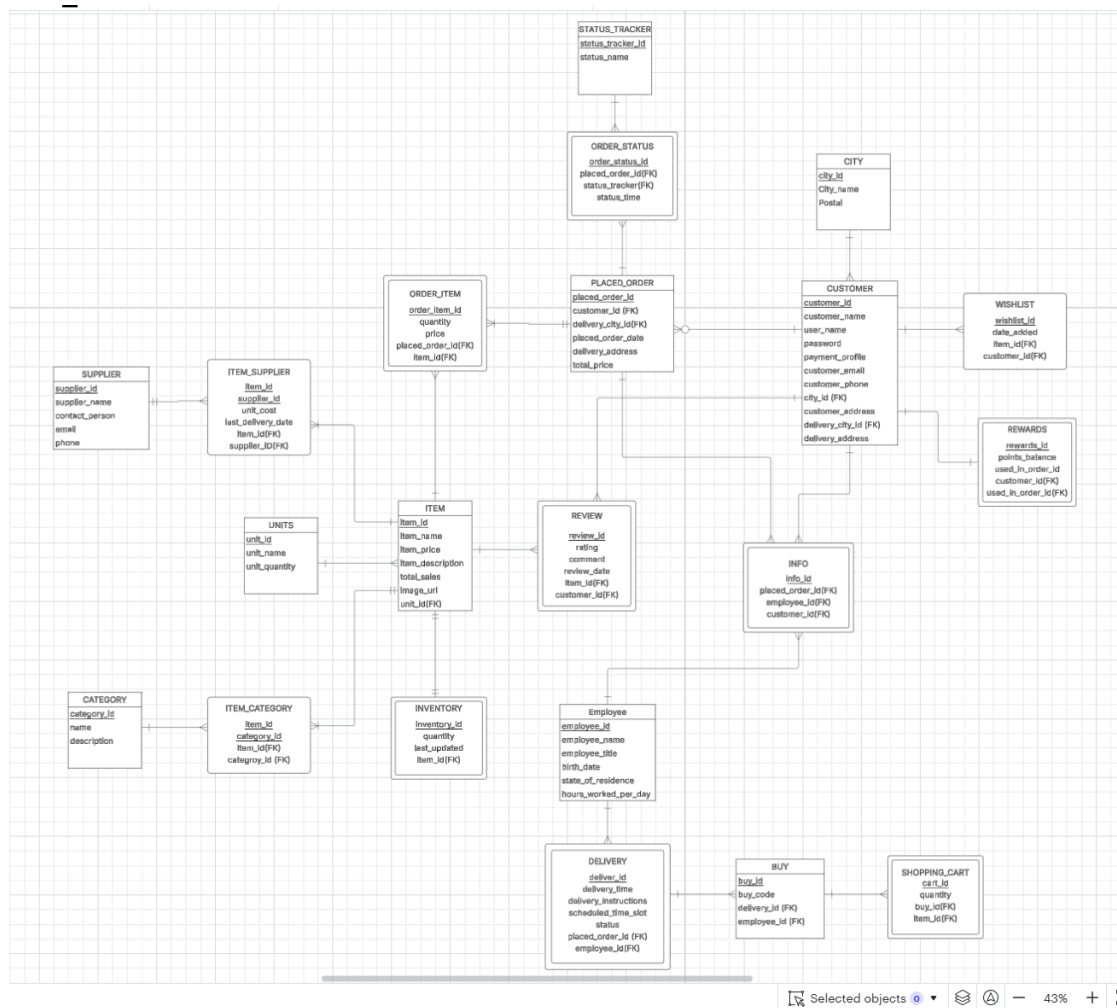 STATUS_TRACKER
status_tracker_id
status_name
ORDER_STATUS
order_status_id
placed_order_id(FK)
status_tracker(FK)
status_time
CITY
city_id
City_name
Postal
ORDER_ITEM
order_item_id
quantity
price
placed_order_id(FK)
item_id(FK)
PLACED_ORDER
placed_order_id
customer_id (FK)
delivery_city_id(FK)
placed_order_date
delivery_address
total_price
CUSTOMER
customer_id
customer_name
user_name
password
payment_profile
customer_email
customer_phone
city_id (FK)
customer_address
delivery_city_id (FK)
delivery_address
WISHLIST
wishlist_id
date_added
item_id(FK)
customer_id(FK)
SUPPLIER
supplier_id
supplier_name
contact_person
email
phone
ITEM_SUPPLIER
item_id
supplier_id
unit_cost
last_delivery_date
item_id(FK)
supplier_ID(FK)
REWARDS
rewards_id
points_balance
used_in_order_id
customer_id(FK)
used_in_order_id(FK)
UNITS
unit_id
unit_name
unit_quantity
ITEM
item_id
item_name
item_price
item_description
total_sales
image_url
unit_id(FK)
REVIEW
review_id
rating
comment
review_date
item_id(FK)
customer_id(FK)
INFO
info_id
placed_order_id(FK)
employee_id(FK)
customer_id(FK)
CATEGORY
category_id
name
description
ITEM_CATEGORY
item_id
category_id
item_id(FK)
categroy_id (FK)
INVENTORY
inventory_id
quantity
last_updated
item_id(FK)
Employee
employee_id
employee_name
employee_title
birth_date
state_of_residence
hours_worked_per_day
DELIVERY
deliver_id
delivery_time
delivery_instructions
scheduled_time_slot
status
placed_order_id (FK)
employee_id(FK)
BUY
buy_id
buy_code
delivery_id (FK)
employee_id (FK)
SHOPPING_CART
cart_id
quantity
buy_id(FK)
item_id(FK)
Selected objects 0
43%